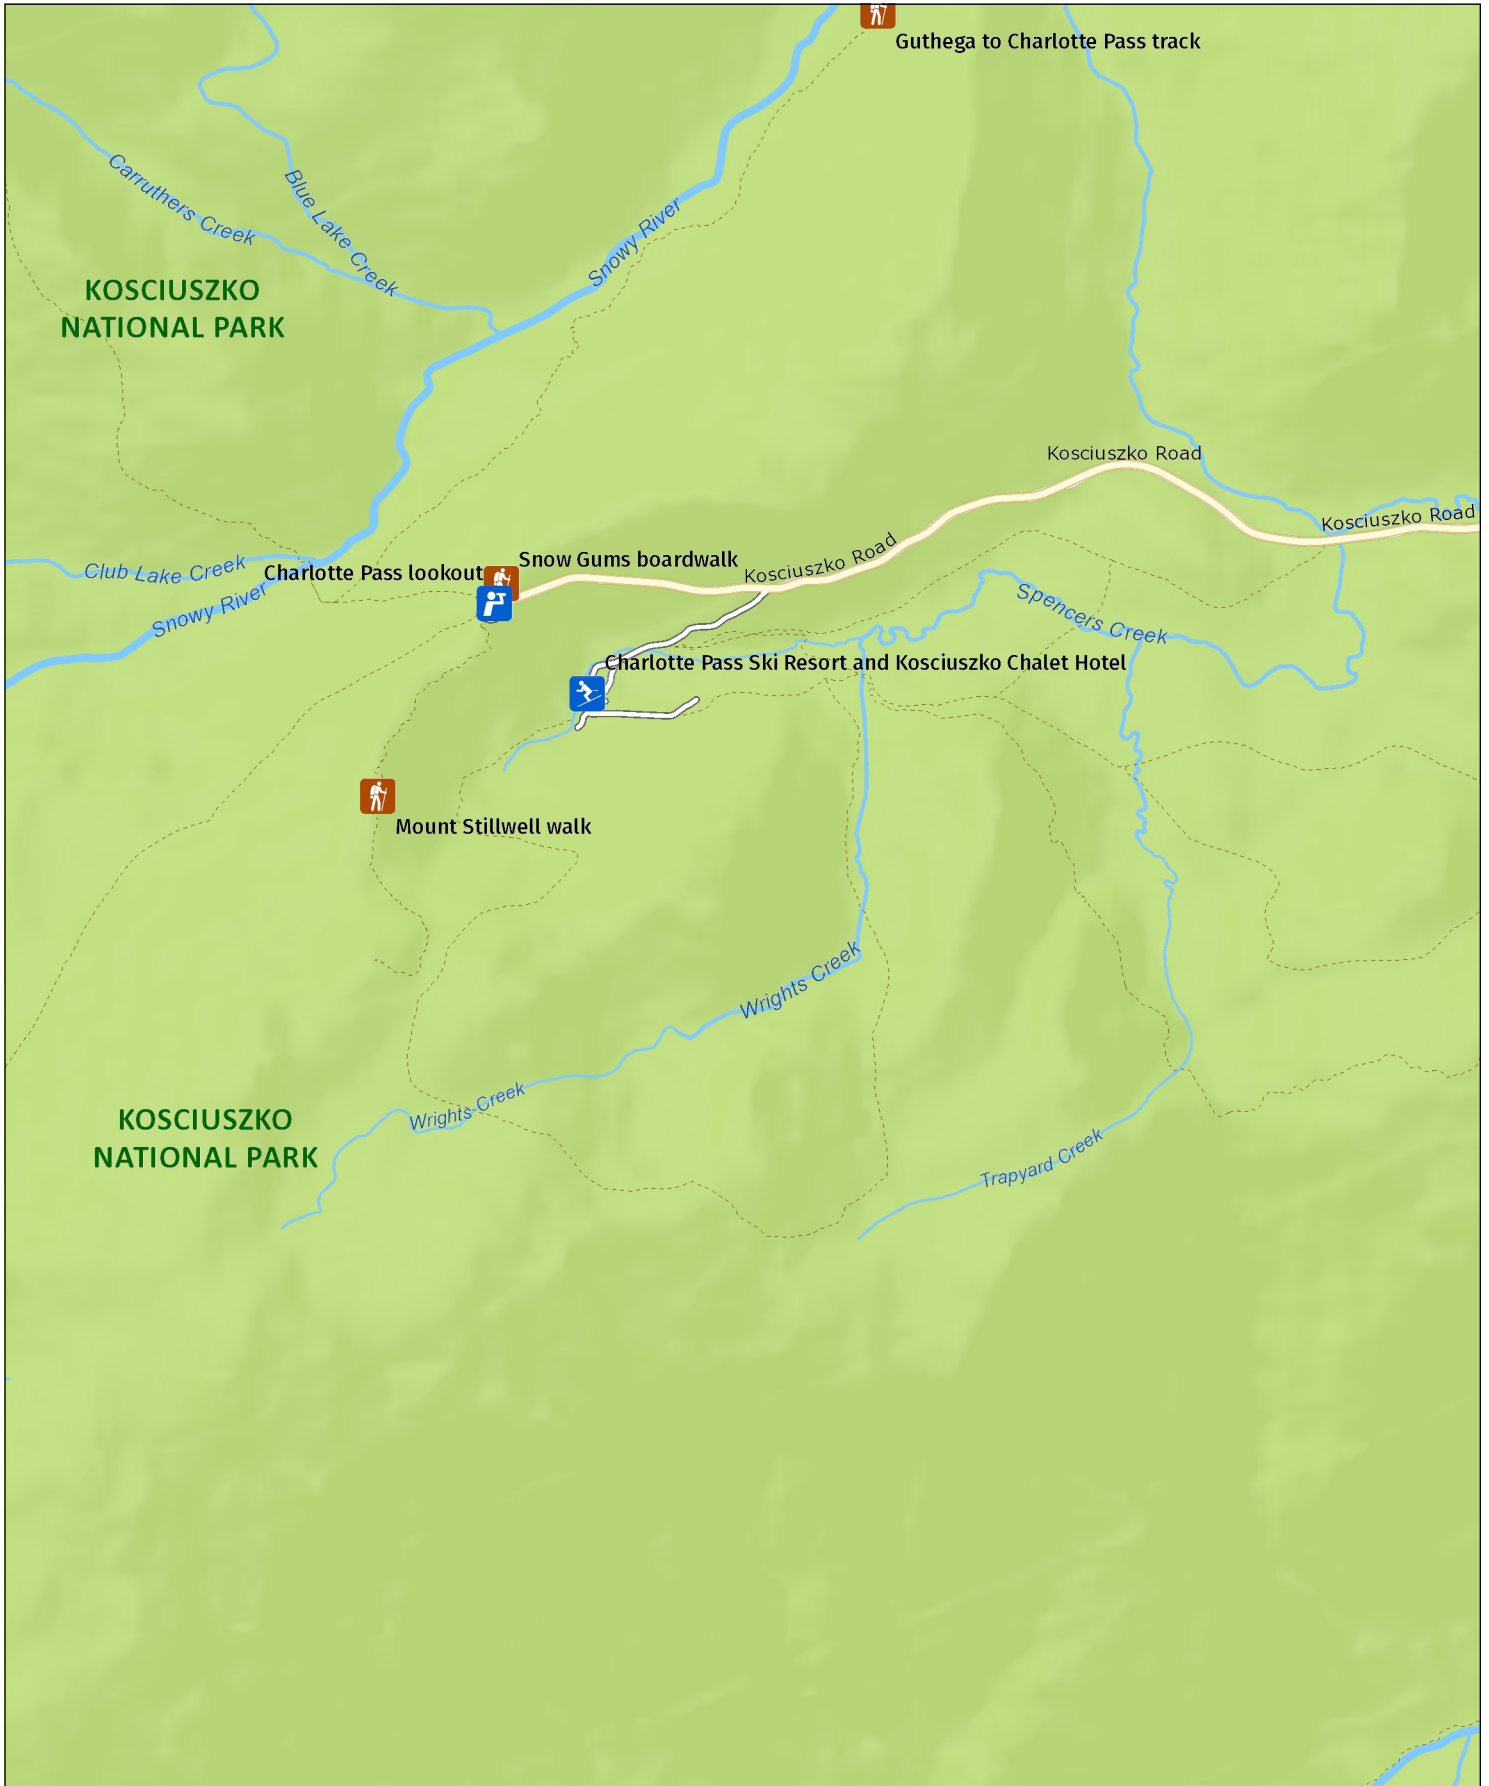 Guthega to Charlotte Pass track
Carruthers Creek
Blue Lake Creek
Snowy River
KOSCIUSZKO
NATIONAL PARK
Kosciuszko Road
Kosciuszko Road
Kosciuszko Road
Snow Gums boardwalk
Charlotte Pass lookout
Club Lake Creek
Snowy River
Spencers Creek
Charlotte Pass Ski Resort and Kosciuszko Chalet Hotel
Mount Stillwell walk
Wrights Creek
Wrights Creek
KOSCIUSZKO
NATIONAL PARK
Trapyard Creek